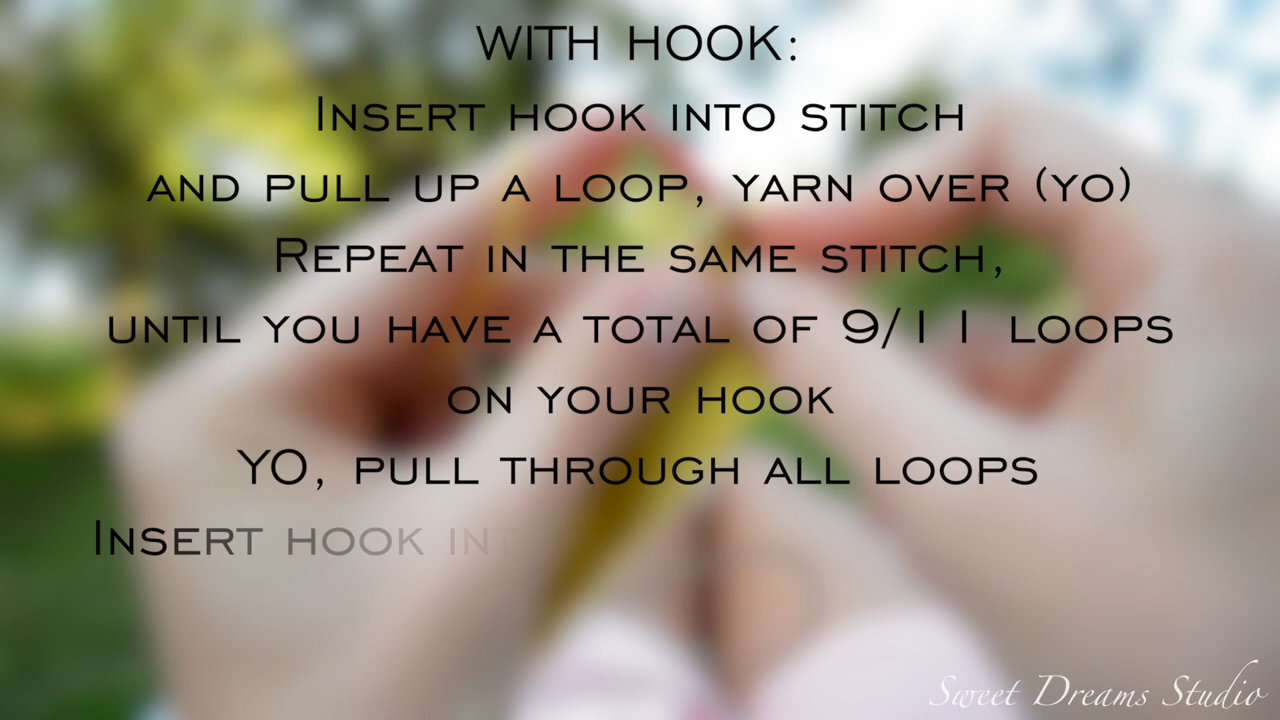 WITH HOOK:
INSERT HOOK INTO STITCH
AND PULL UP A LOOP, YARN OVER (YO)
REPEAT IN THE SAME STITCH,
UNTIL YOU HAVE A TOTAL OF 9/11 LOOPS
ON YOUR HOOK
YO, PULL THROUGH ALL LOOPS
INSERT HOOK INT
Sweet Dreams Studio